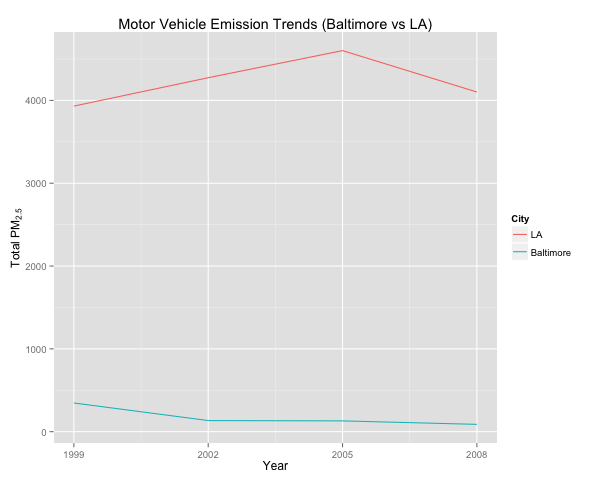 Motor Vehicle Emission Trends (Baltimore vs LA)
4000
3000
2000
1000
0
Total PM2.5
1999 2002 2005 2008
Year
City
LA
Baltimore